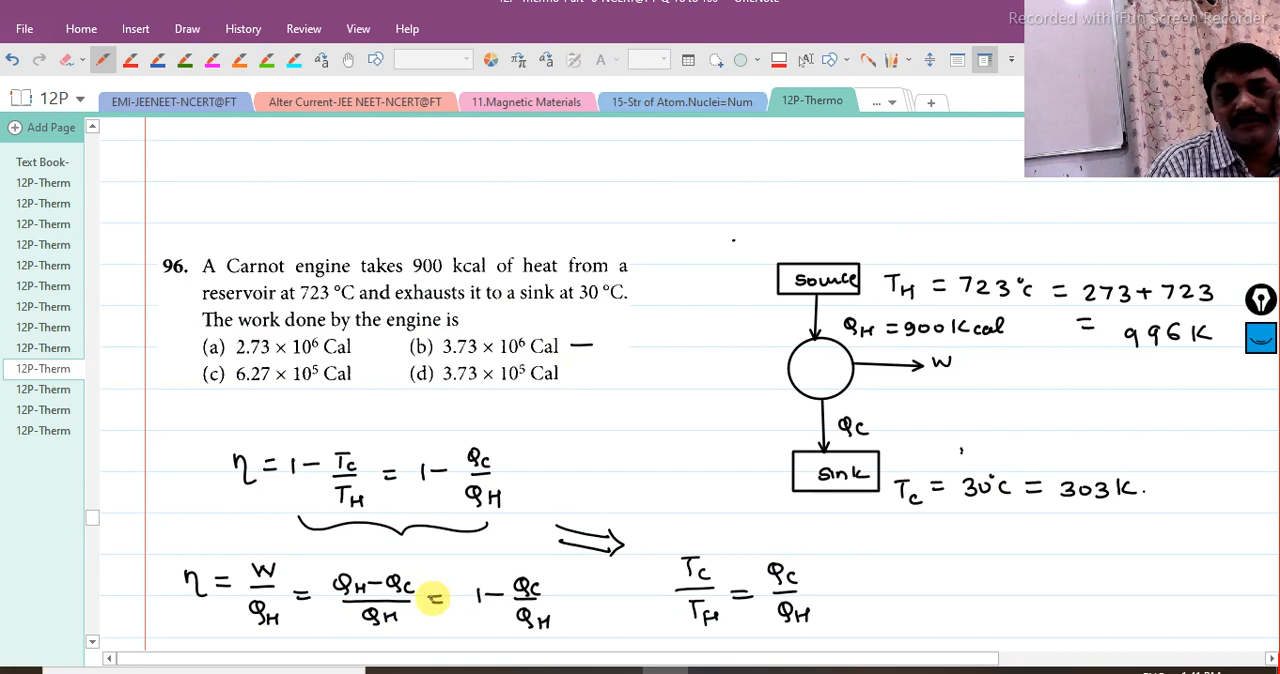 12P-Thermo-Part
OneNote
Recorded with iFun Screen Recorder
File Home Insert Draw History Review View Help
12P EMI-JEENEET-NCERT@FT Alter Current-JEE NEET-NCERT@FT 11.Magnetic Materials 15-Str of Atom.Nuclei=Num 12P-Thermo ...
Add Page
Text Book-
12P-Therm
12P-Therm
12P-Therm
12P-Therm
12P-Therm
12P-Therm
12P-Therm
12P-Therm
12P-Therm
12P-Therm
12P-Therm
12P-Therm
12P-Therm
96. A Carnot engine takes 900 kcal of heat from a
reservoir at 723 °C and exhausts it to a sink at 30 °C.
The work done by the engine is
(a) 2.73 × 10⁶ Cal (b) 3.73 × 10⁶ Cal —
(c) 6.27 × 10⁵ Cal (d) 3.73 × 10⁵ Cal
source T_H = 723°C = 273+723
Q_H = 900 Kcal = 996K
W
Q_C
sink T_C = 30°C = 303K.
η = 1 - T_C/T_H = 1 - Q_C/Q_H
η = W/Q_H = (Q_H - Q_C)/Q_H = 1 - Q_C/Q_H ⇒ T_C/T_H = Q_C/Q_H